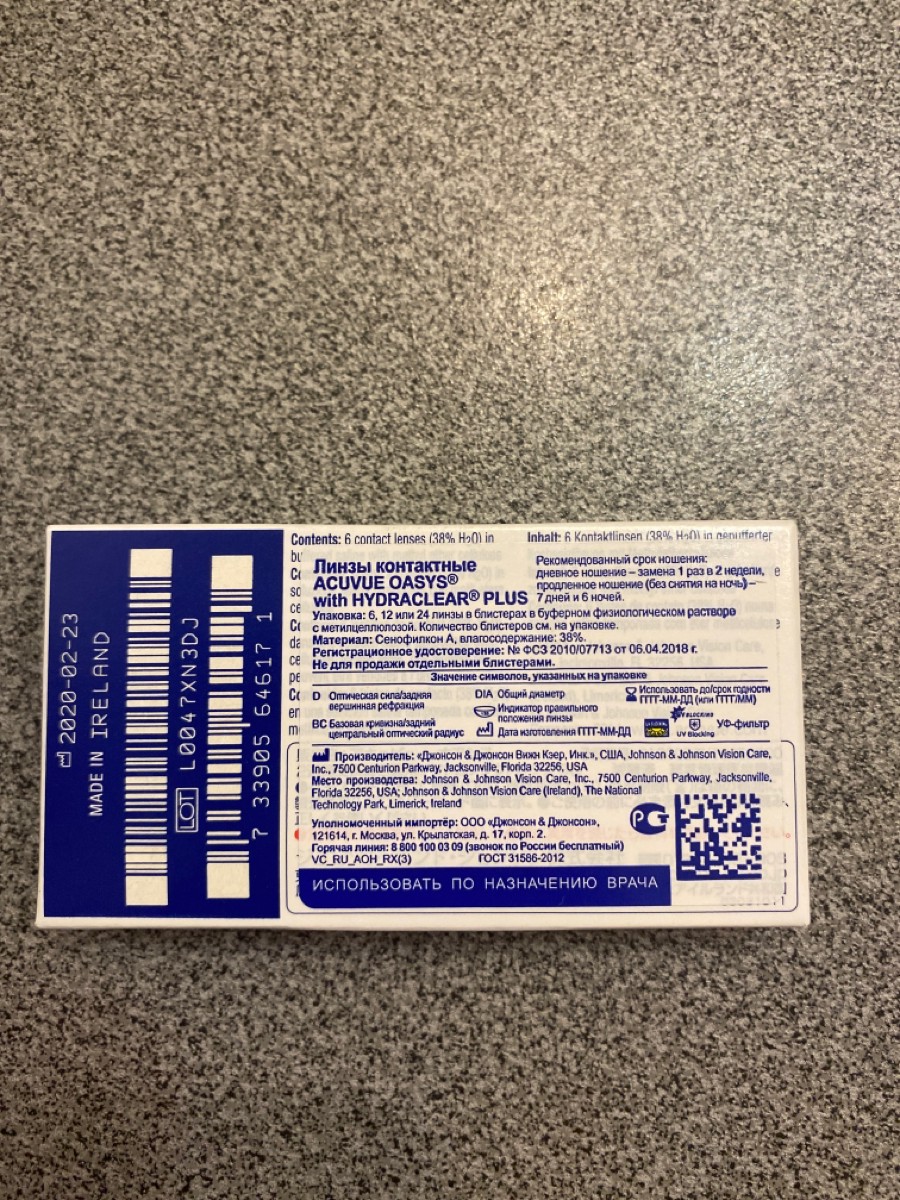 2020-02-23
MADE IN IRELAND
LOT L0047XN3DJ
7 33905 64617 1
Contents: 6 contact lenses (38% H2O) in
Inhalt: 6 Kontaktlinsen (38% H2O) in gepufferter
Линзы контактные
ACUVUE OASYS®
with HYDRACLEAR® PLUS
Рекомендованный срок ношения:
дневное ношение – замена 1 раз в 2 недели,
продленное ношение (без снятия на ночь) –
7 дней и 6 ночей.
Упаковка: 6, 12 или 24 линзы в блистерах в буферном физиологическом растворе
с метилцеллюлозой. Количество блистеров см. на упаковке.
Материал: Сенофилкон А, влагосодержание: 38%.
Регистрационное удостоверение: № ФСЗ 2010/07713 от 06.04.2018 г.
Не для продажи отдельными блистерами.
Значение символов, указанных на упаковке
D Оптическая сила/задняя
вершинная рефракция
BC Базовая кривизна/задний
центральный оптический радиус
DIA Общий диаметр
Индикатор правильного
положения линзы
Дата изготовления ГГГГ-ММ-ДД
Использовать до/срок годности
ГГГГ-ММ-ДД (или ГГГГ/ММ)
UV BLOCKING
UV Blocking
УФ-фильтр
Производитель: «Джонсон & Джонсон Вижн Кэер, Инк.», США, Johnson & Johnson Vision Care,
Inc., 7500 Centurion Parkway, Jacksonville, Florida 32256, USA
Место производства: Johnson & Johnson Vision Care, Inc., 7500 Centurion Parkway, Jacksonville,
Florida 32256, USA; Johnson & Johnson Vision Care (Ireland), The National
Technology Park, Limerick, Ireland
Уполномоченный импортёр: ООО «Джонсон & Джонсон»,
121614, г. Москва, ул. Крылатская, д. 17, корп. 2.
Горячая линия: 8 800 100 03 09 (звонок по России бесплатный)
VC_RU_AOH_RX(3) ГОСТ 31586-2012
ИСПОЛЬЗОВАТЬ ПО НАЗНАЧЕНИЮ ВРАЧА